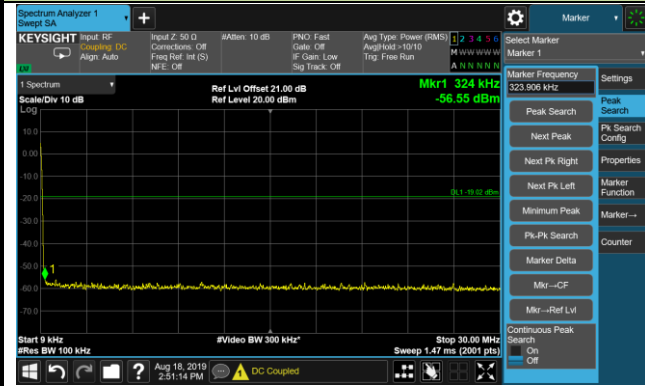 Spectrum Analyzer 1
Swept SA
+
Marker
KEYSIGHT
Input: RF
Coupling: DC
Align: Auto
Input Z: 50 Ω
Corrections: Off
Freq Ref: Int (S)
NFE: Off
#Atten: 10 dB
PNO: Fast
Gate: Off
IF Gain: Low
Sig Track: Off
Avg Type: Power (RMS)
Avg|Hold:>10/10
Trig: Free Run
1 2 3 4 5 6
M W W W W W
A N N N N N
Select Marker
Marker 1
1 Spectrum
Scale/Div 10 dB
Log
Ref Lvl Offset 21.00 dB
Ref Level 20.00 dBm
Mkr1 324 kHz
-56.55 dBm
10.0
0.00
-10.0
-20.0
-30.0
-40.0
-50.0
-60.0
-70.0
DL1 -19.02 dBm
1
Start 9 kHz
#Res BW 100 kHz
#Video BW 300 kHz*
Stop 30.00 MHz
Sweep 1.47 ms (2001 pts)
Marker Frequency
323.906 kHz
Peak Search
Next Peak
Next Pk Right
Next Pk Left
Minimum Peak
Pk-Pk Search
Marker Delta
Mkr→CF
Mkr→Ref Lvl
Continuous Peak
Search
On
Off
Settings
Peak
Search
Pk Search
Config
Properties
Marker
Function
Marker→
Counter
?
Aug 18, 2019
2:51:14 PM
DC Coupled